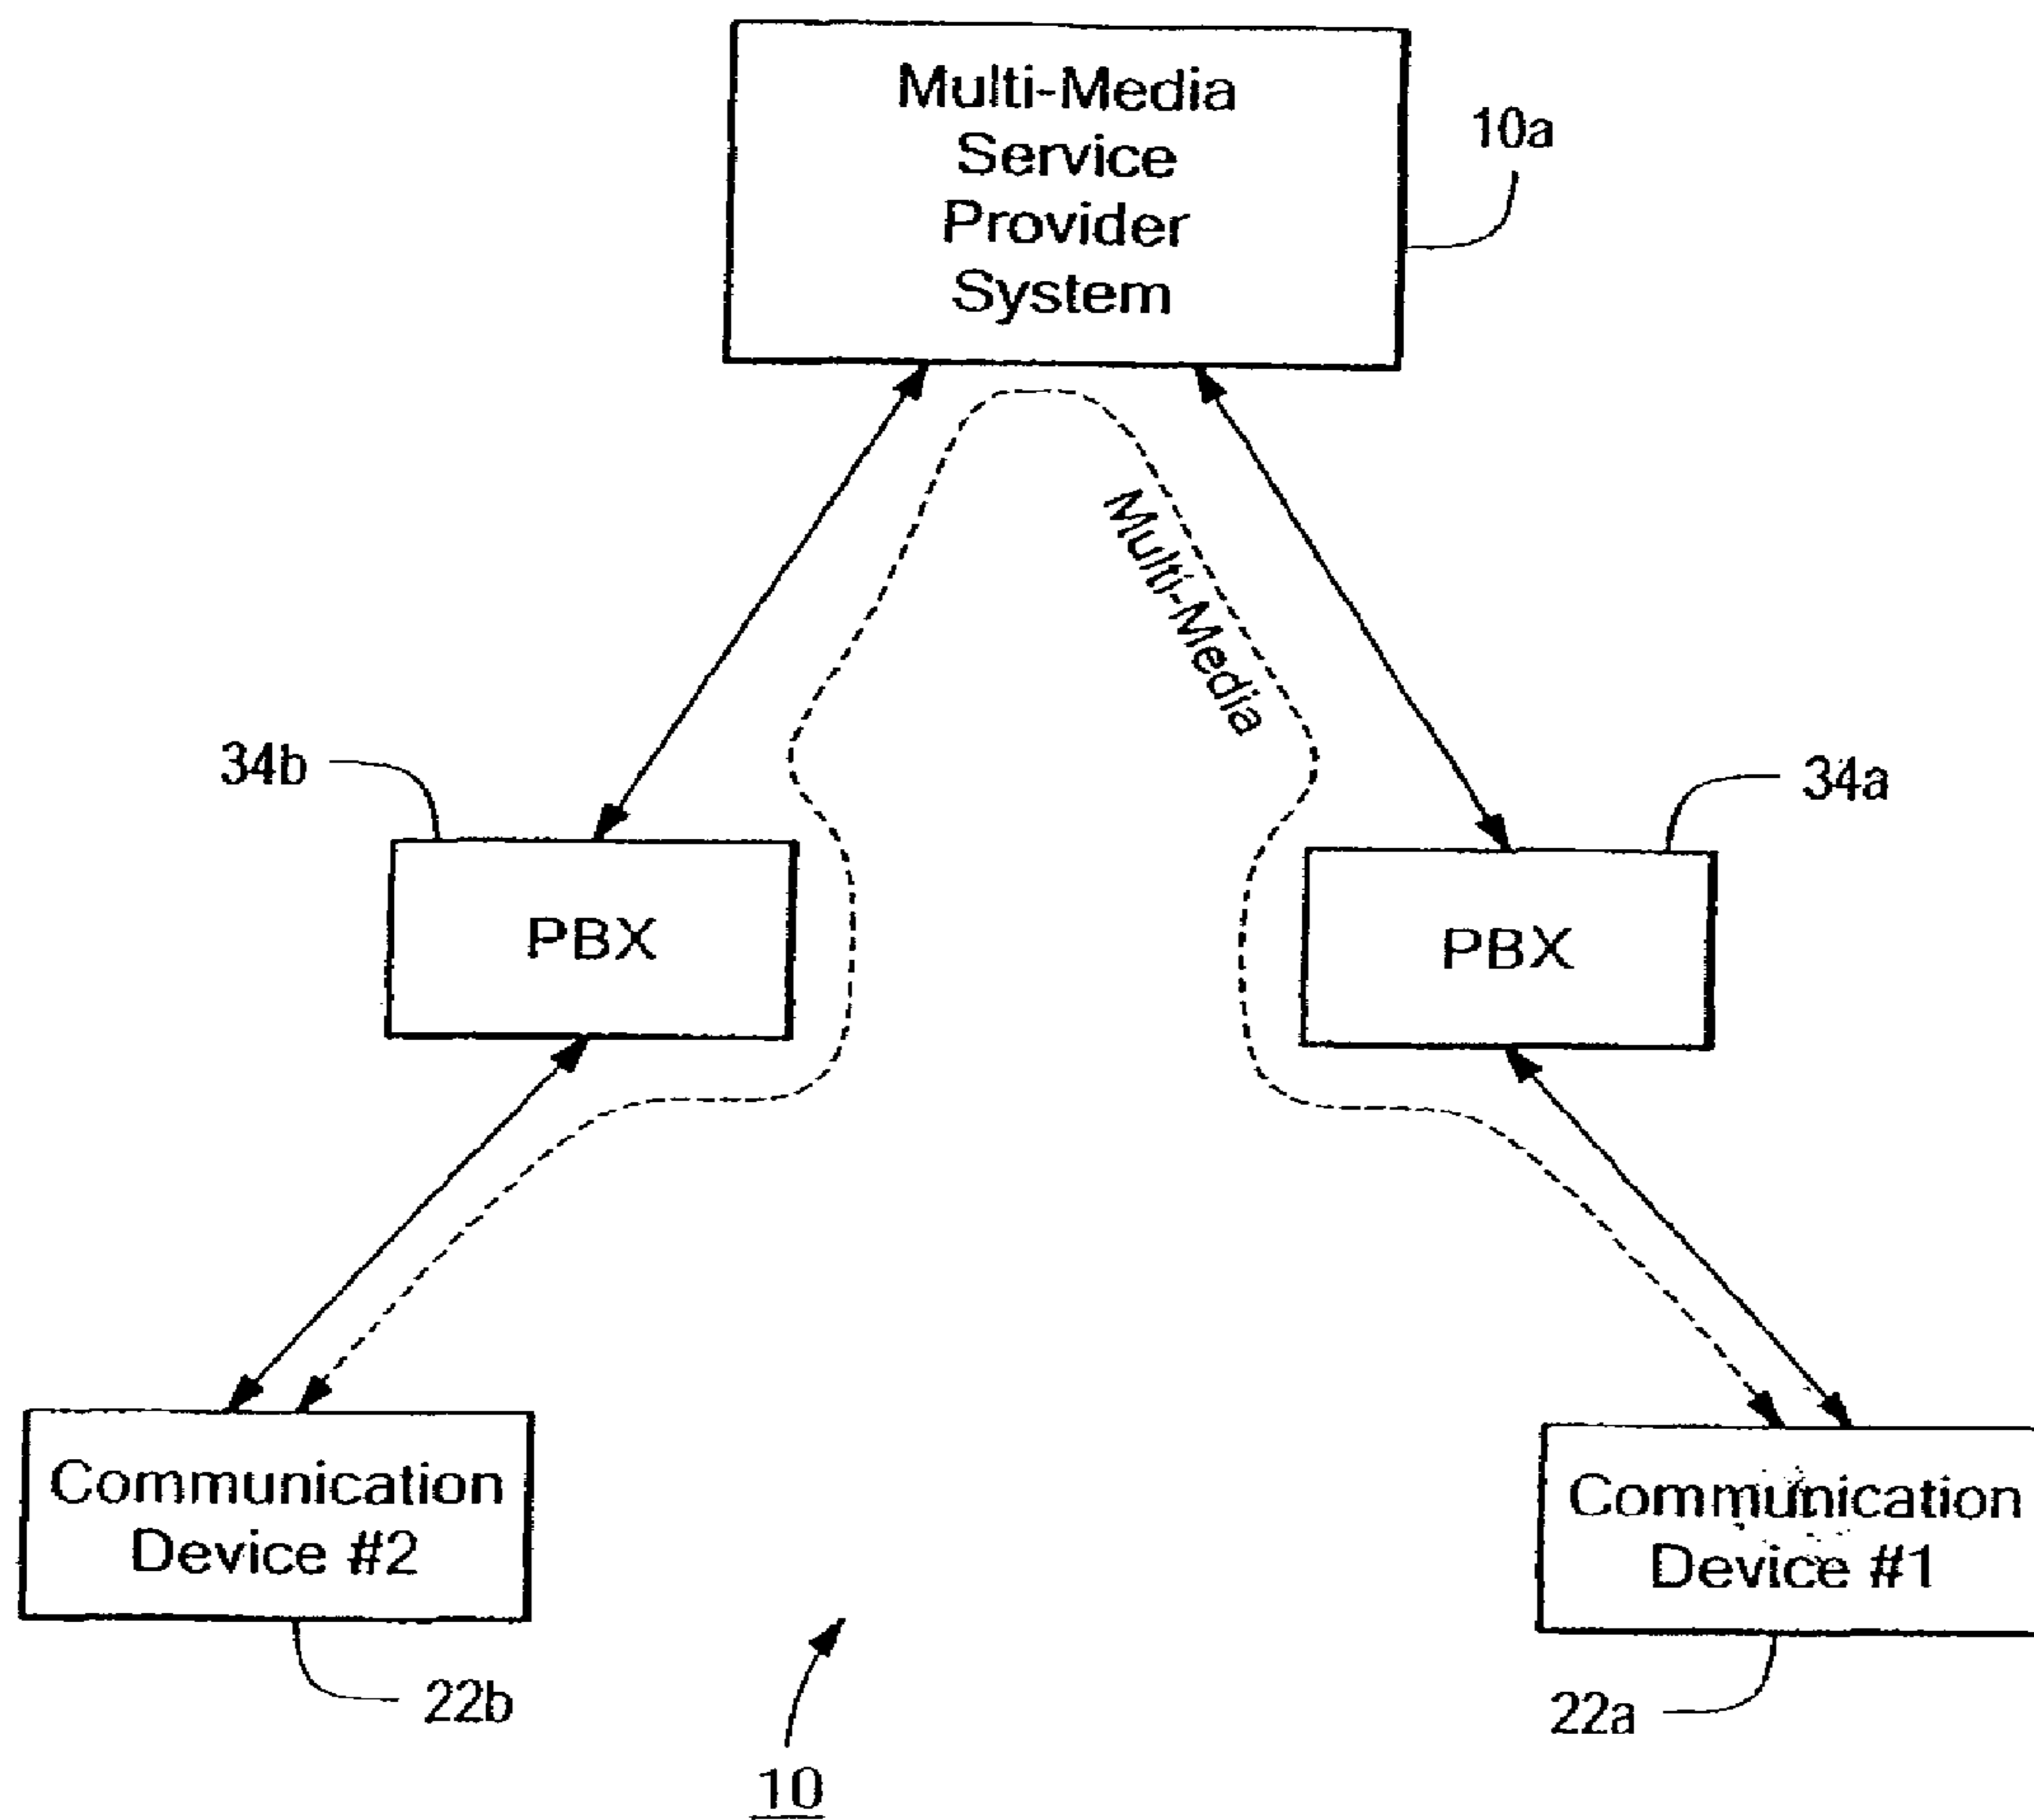 Multi-Media
Service
Provider
System
10a
Multi-Media
34b
34a
PBX
PBX
Communication
Device #2
Communication
Device #1
22b
22a
10